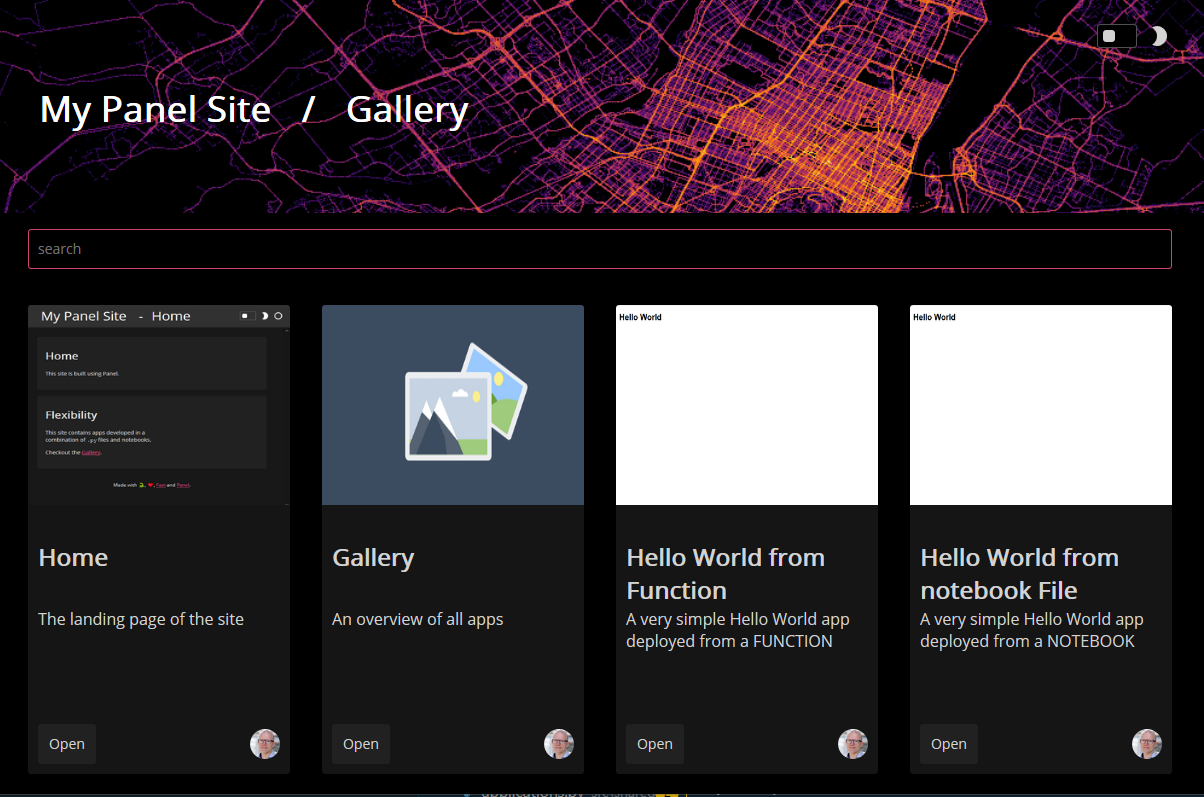 My Panel Site / Gallery
search
My Panel Site - Home
Home
This site is built using Panel.
Flexibility
This site contains apps developed in a
combination of .py files and notebooks.
Checkout the Gallery.
Made with , Fast and Panel.
Home
The landing page of the site
Open
Gallery
An overview of all apps
Open
Hello World
Hello World from
Function
A very simple Hello World app
deployed from a FUNCTION
Open
Hello World
Hello World from
notebook File
A very simple Hello World app
deployed from a NOTEBOOK
Open